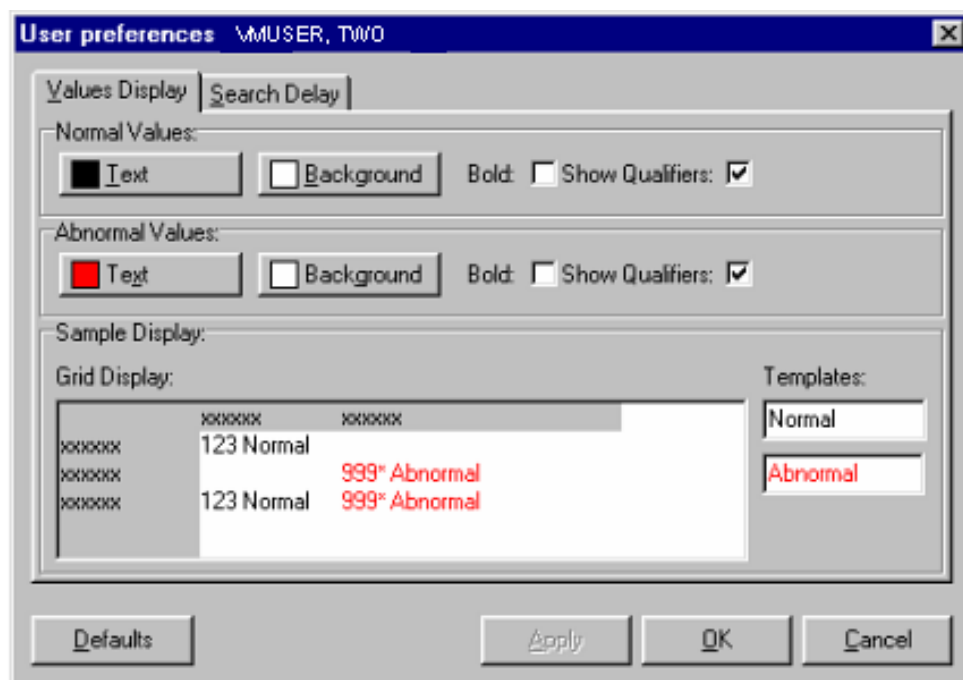 User preferences VMUSER, TWO
Values Display Search Delay
Normal Values:
Text Background Bold: Show Qualifiers:
Abnormal Values:
Text Background Bold: Show Qualifiers:
Sample Display:
Grid Display: Templates:
xxxxxx xxxxxx Normal
xxxxxx 123 Normal
xxxxxx 999* Abnormal Abnormal
xxxxxx 123 Normal 999* Abnormal
Defaults Apply OK Cancel